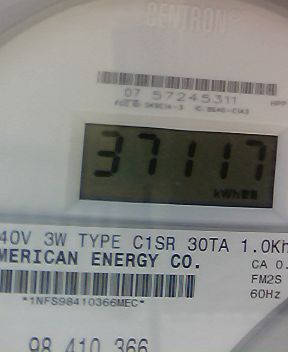 CENTRON®
07 57245311
37117
kWh
40V 3W TYPE C1SR 30TA 1.0Kh
MERICAN ENERGY CO.
CA 0.
FM2S
60Hz
*1NFS98410366MEC*
98 410 366